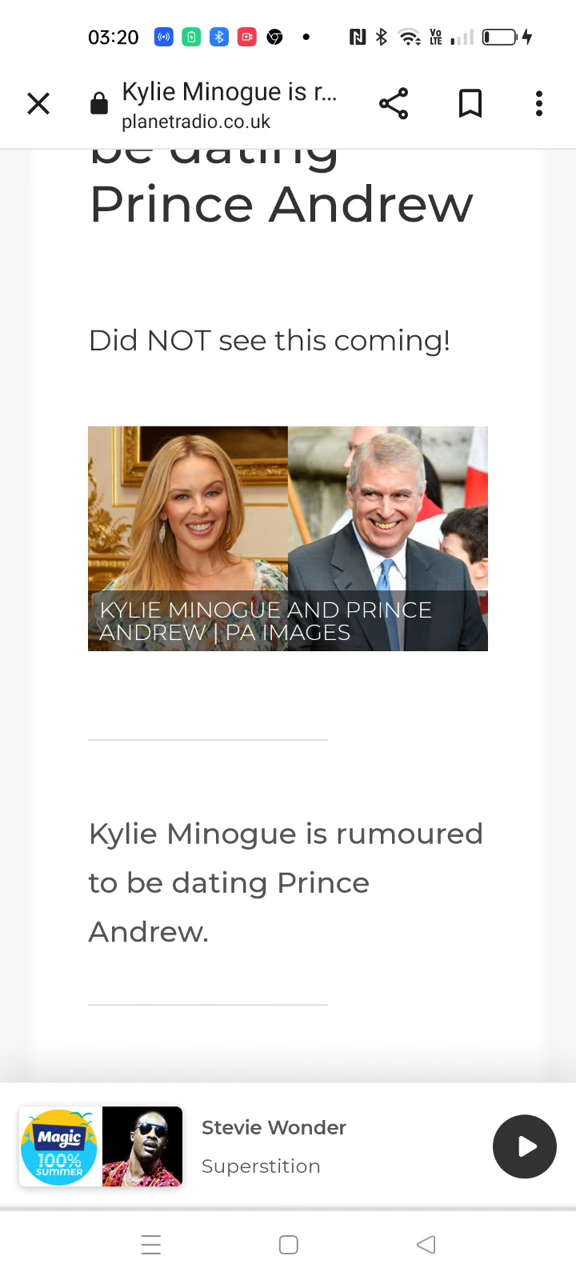 03:20
Vo
LTE
Kylie Minogue is r...
planetradio.co.uk
be dating
Prince Andrew
Did NOT see this coming!
KYLIE MINOGUE AND PRINCE
ANDREW | PA IMAGES
Kylie Minogue is rumoured
to be dating Prince
Andrew.
Magic
100%
SUMMER
Stevie Wonder
Superstition